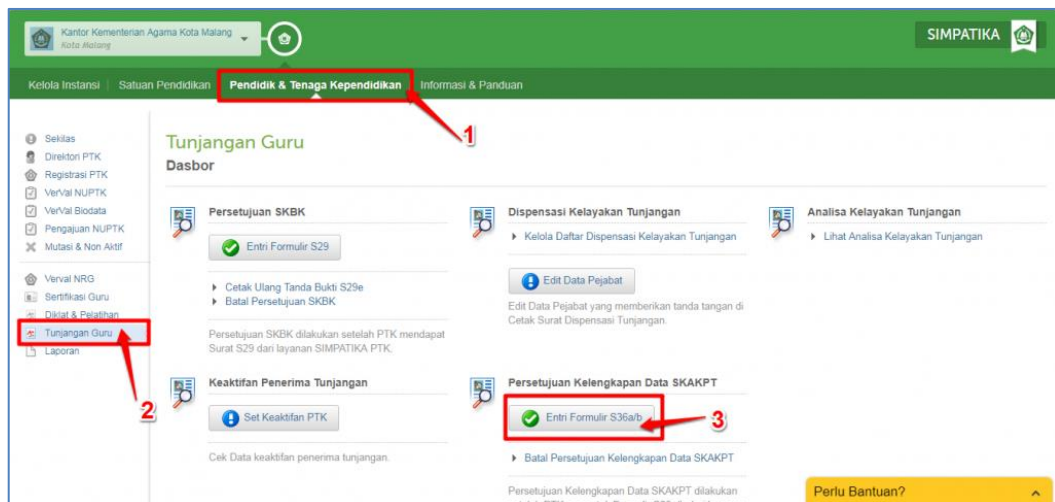 Kantor Kementerian Agama Kota Malang
Kota Malang
SIMPATIKA
Kelola Instansi
Satuan Pendidikan
Pendidik & Tenaga Kependidikan
Informasi & Panduan
1
Sekilas
Direktori PTK
Registrasi PTK
VerVal NUPTK
VerVal Biodata
Pengajuan NUPTK
Mutasi & Non Aktif
Verval NRG
Sertifikasi Guru
Diklat & Pelatihan
Tunjangan Guru
Laporan
2
Tunjangan Guru
Dasbor
Persetujuan SKBK
Entri Formulir S29
Cetak Ulang Tanda Bukti S29e
Batal Persetujuan SKBK
Persetujuan SKBK dilakukan setelah PTK mendapat
Surat S29 dari layanan SIMPATIKA PTK.
Dispensasi Kelayakan Tunjangan
Kelola Daftar Dispensasi Kelayakan Tunjangan
Edit Data Pejabat
Edit Data Pejabat yang memberikan tanda tangan di
Cetak Surat Dispensasi Tunjangan.
Analisa Kelayakan Tunjangan
Lihat Analisa Kelayakan Tunjangan
Keaktifan Penerima Tunjangan
Set Keaktifan PTK
Cek Data keaktifan penerima tunjangan.
Persetujuan Kelengkapan Data SKAKPT
Entri Formulir S36a/b
3
Batal Persetujuan Kelengkapan Data SKAKPT
Persetujuan Kelengkapan Data SKAKPT dilakukan
Perlu Bantuan?